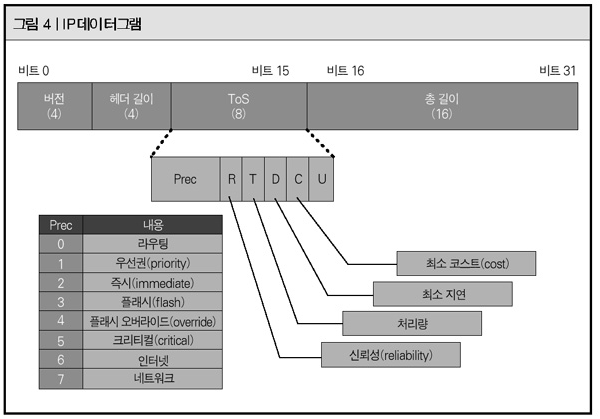 그림 4 | IP데이터그램
비트 0 비트 15 비트 16 비트 31
버전 헤더 길이 ToS 총 길이
(4) (4) (8) (16)
Prec R T D C U
Prec 내용
0 라우팅
1 우선권(priority)
2 즉시(immediate)
3 플래시(flash)
4 플래시 오버라이드(override)
5 크리티컬(critical)
6 인터넷
7 네트워크
최소 코스트(cost)
최소 지연
처리량
신뢰성(reliability)